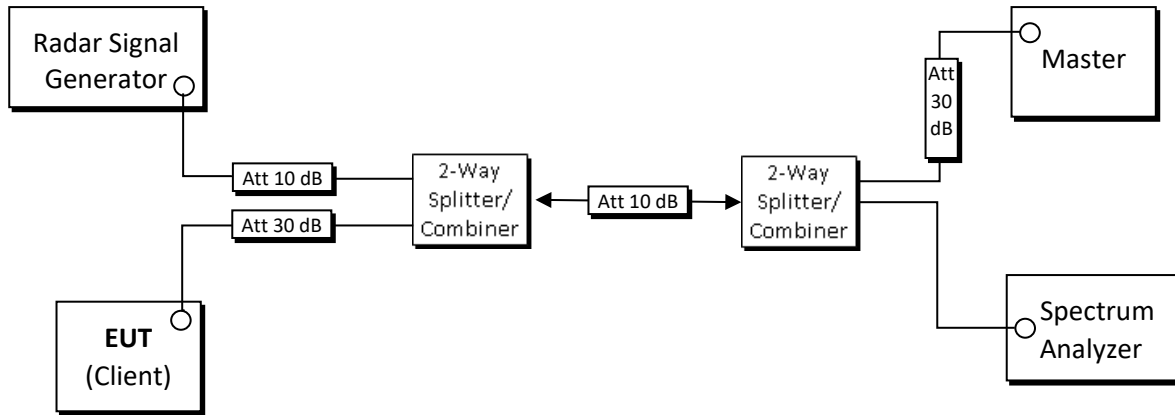 Radar Signal
Generator
Att 10 dB
Att 30 dB
EUT
(Client)
2-Way
Splitter/
Combiner
Att 10 dB
2-Way
Splitter/
Combiner
Att
30
dB
Master
Spectrum
Analyzer